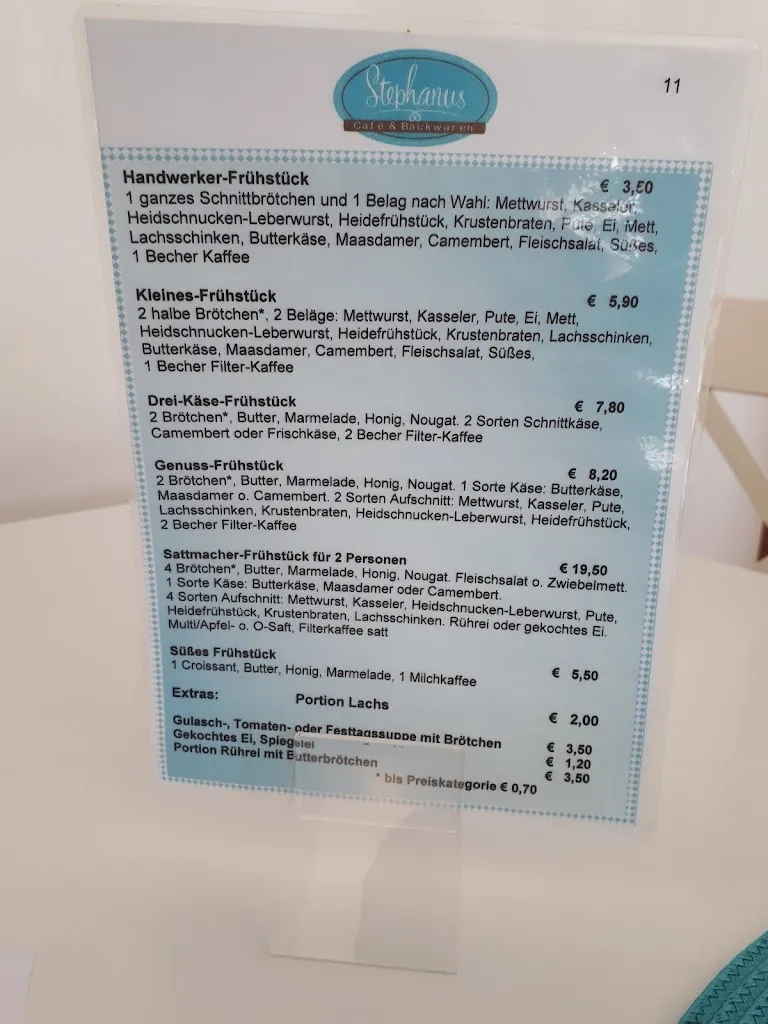 Stephanus
Café & Backwaren
11
Handwerker-Frühstück € 3,50
1 ganzes Schnittbrötchen und 1 Belag nach Wahl: Mettwurst, Kasseler,
Heidschnucken-Leberwurst, Heidefrühstück, Krustenbraten, Pute, Ei, Mett,
Lachsschinken, Butterkäse, Maasdamer, Camembert, Fleischsalat, Süßes,
1 Becher Kaffee
Kleines-Frühstück € 5,90
2 halbe Brötchen*, 2 Beläge: Mettwurst, Kasseler, Pute, Ei, Mett,
Heidschnucken-Leberwurst, Heidefrühstück, Krustenbraten, Lachsschinken,
Butterkäse, Maasdamer, Camembert, Fleischsalat, Süßes,
1 Becher Filter-Kaffee
Drei-Käse-Frühstück € 7,80
2 Brötchen*, Butter, Marmelade, Honig, Nougat. 2 Sorten Schnittkäse,
Camembert oder Frischkäse, 2 Becher Filter-Kaffee
Genuss-Frühstück € 8,20
2 Brötchen*, Butter, Marmelade, Honig, Nougat. 1 Sorte Käse: Butterkäse,
Maasdamer o. Camembert. 2 Sorten Aufschnitt: Mettwurst, Kasseler, Pute,
Lachsschinken, Krustenbraten, Heidschnucken-Leberwurst, Heidefrühstück,
2 Becher Filter-Kaffee
Sattmacher-Frühstück für 2 Personen € 19,50
4 Brötchen*, Butter, Marmelade, Honig, Nougat. Fleischsalat o. Zwiebelmett.
1 Sorte Käse: Butterkäse, Maasdamer oder Camembert.
4 Sorten Aufschnitt: Mettwurst, Kasseler, Heidschnucken-Leberwurst, Pute,
Heidefrühstück, Krustenbraten, Lachsschinken. Rührei oder gekochtes Ei.
Multi/Apfel- o. O-Saft, Filterkaffee satt
Süßes Frühstück € 5,50
1 Croissant, Butter, Honig, Marmelade, 1 Milchkaffee
Extras: Portion Lachs € 2,00
Gulasch-, Tomaten- oder Festtagssuppe mit Brötchen € 3,50
Gekochtes Ei, Spiegelei € 1,20
Portion Rührei mit Butterbrötchen € 3,50
* bis Preiskategorie € 0,70